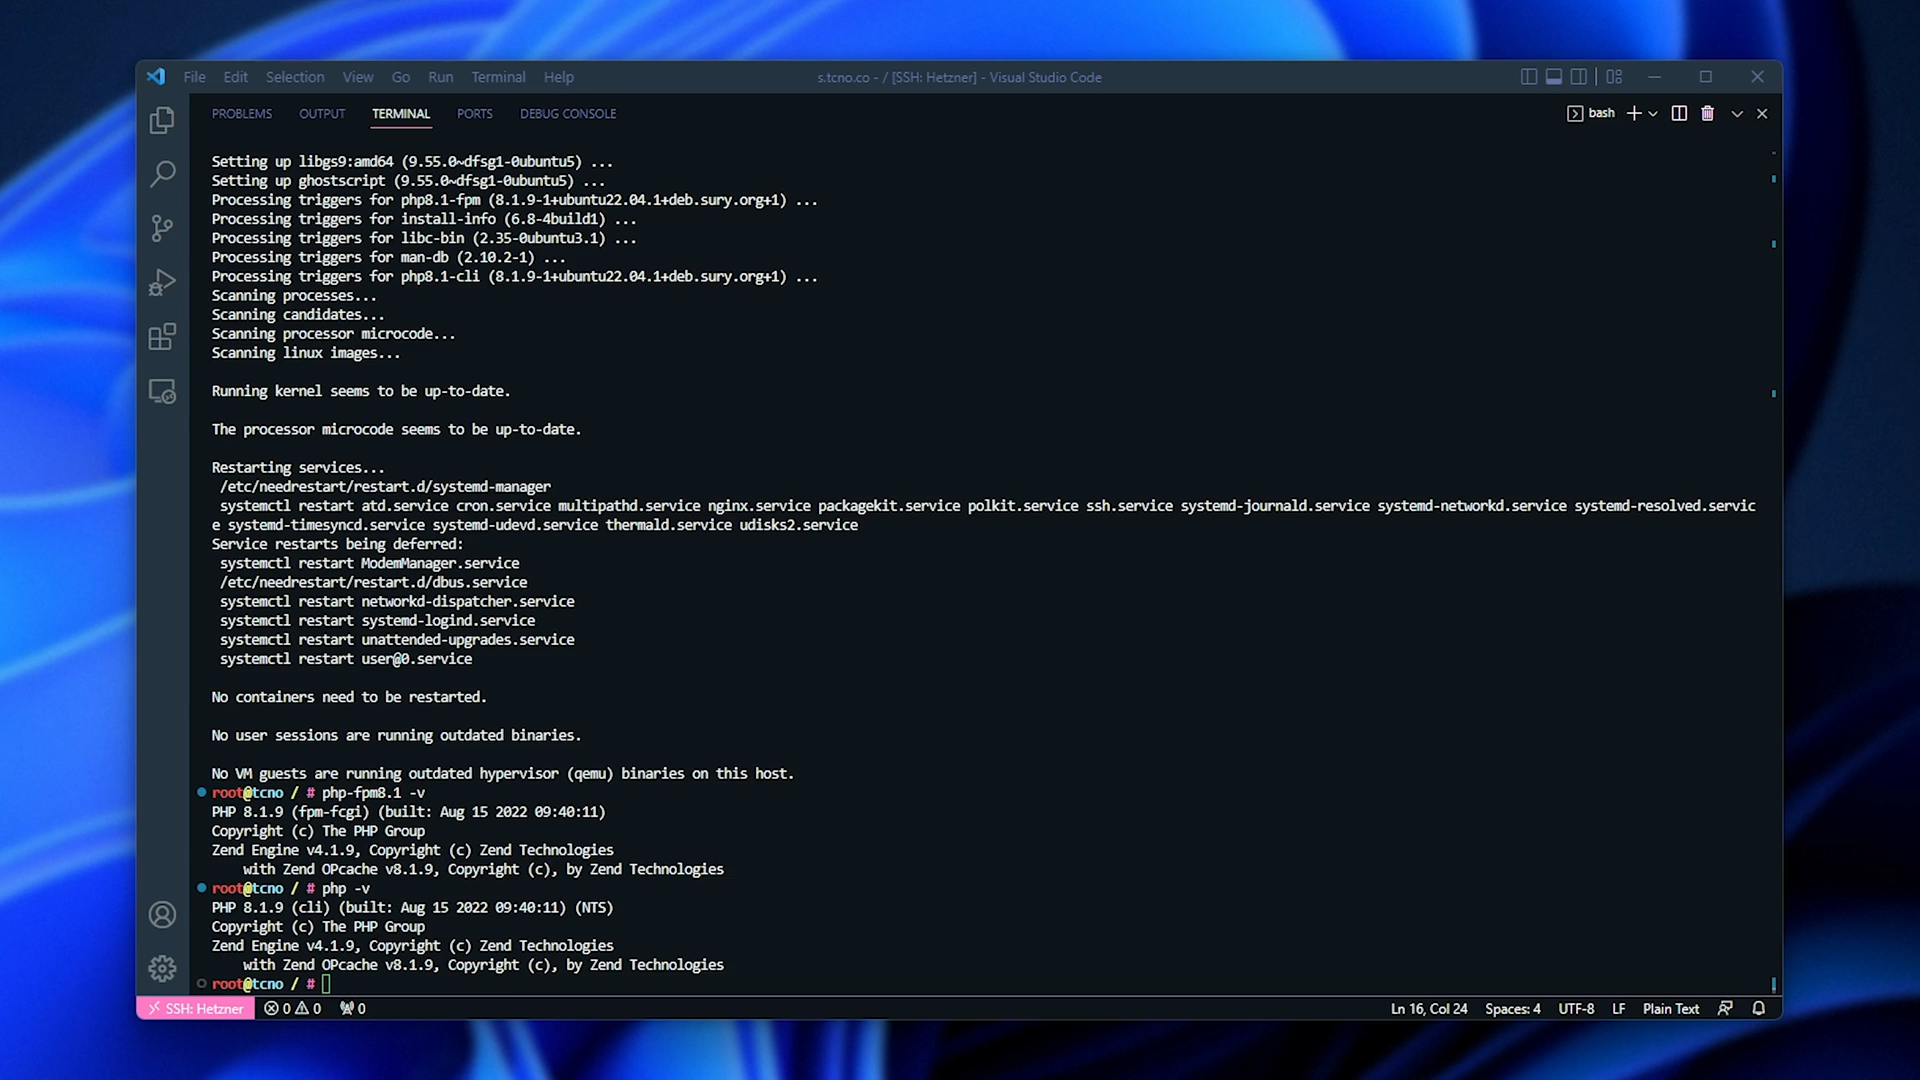 File Edit Selection View Go Run Terminal Help s.tcno.co - / [SSH: Hetzner] - Visual Studio Code
PROBLEMS OUTPUT TERMINAL PORTS DEBUG CONSOLE bash
Setting up libgs9:amd64 (9.55.0~dfsg1-0ubuntu5) ...
Setting up ghostscript (9.55.0~dfsg1-0ubuntu5) ...
Processing triggers for php8.1-fpm (8.1.9-1+ubuntu22.04.1+deb.sury.org+1) ...
Processing triggers for install-info (6.8-4build1) ...
Processing triggers for libc-bin (2.35-0ubuntu3.1) ...
Processing triggers for man-db (2.10.2-1) ...
Processing triggers for php8.1-cli (8.1.9-1+ubuntu22.04.1+deb.sury.org+1) ...
Scanning processes...
Scanning candidates...
Scanning processor microcode...
Scanning linux images...
Running kernel seems to be up-to-date.
The processor microcode seems to be up-to-date.
Restarting services...
/etc/needrestart/restart.d/systemd-manager
systemctl restart atd.service cron.service multipathd.service nginx.service packagekit.service polkit.service ssh.service systemd-journald.service systemd-networkd.service systemd-resolved.servic
e systemd-timesyncd.service systemd-udevd.service thermald.service udisks2.service
Service restarts being deferred:
systemctl restart ModemManager.service
/etc/needrestart/restart.d/dbus.service
systemctl restart networkd-dispatcher.service
systemctl restart systemd-logind.service
systemctl restart unattended-upgrades.service
systemctl restart user@0.service
No containers need to be restarted.
No user sessions are running outdated binaries.
No VM guests are running outdated hypervisor (qemu) binaries on this host.
root@tcno / # php-fpm8.1 -v
PHP 8.1.9 (fpm-fcgi) (built: Aug 15 2022 09:40:11)
Copyright (c) The PHP Group
Zend Engine v4.1.9, Copyright (c) Zend Technologies
with Zend OPcache v8.1.9, Copyright (c), by Zend Technologies
root@tcno / # php -v
PHP 8.1.9 (cli) (built: Aug 15 2022 09:40:11) (NTS)
Copyright (c) The PHP Group
Zend Engine v4.1.9, Copyright (c) Zend Technologies
with Zend OPcache v8.1.9, Copyright (c), by Zend Technologies
root@tcno / #
SSH: Hetzner 0 0 0 Ln 16, Col 24 Spaces: 4 UTF-8 LF Plain Text